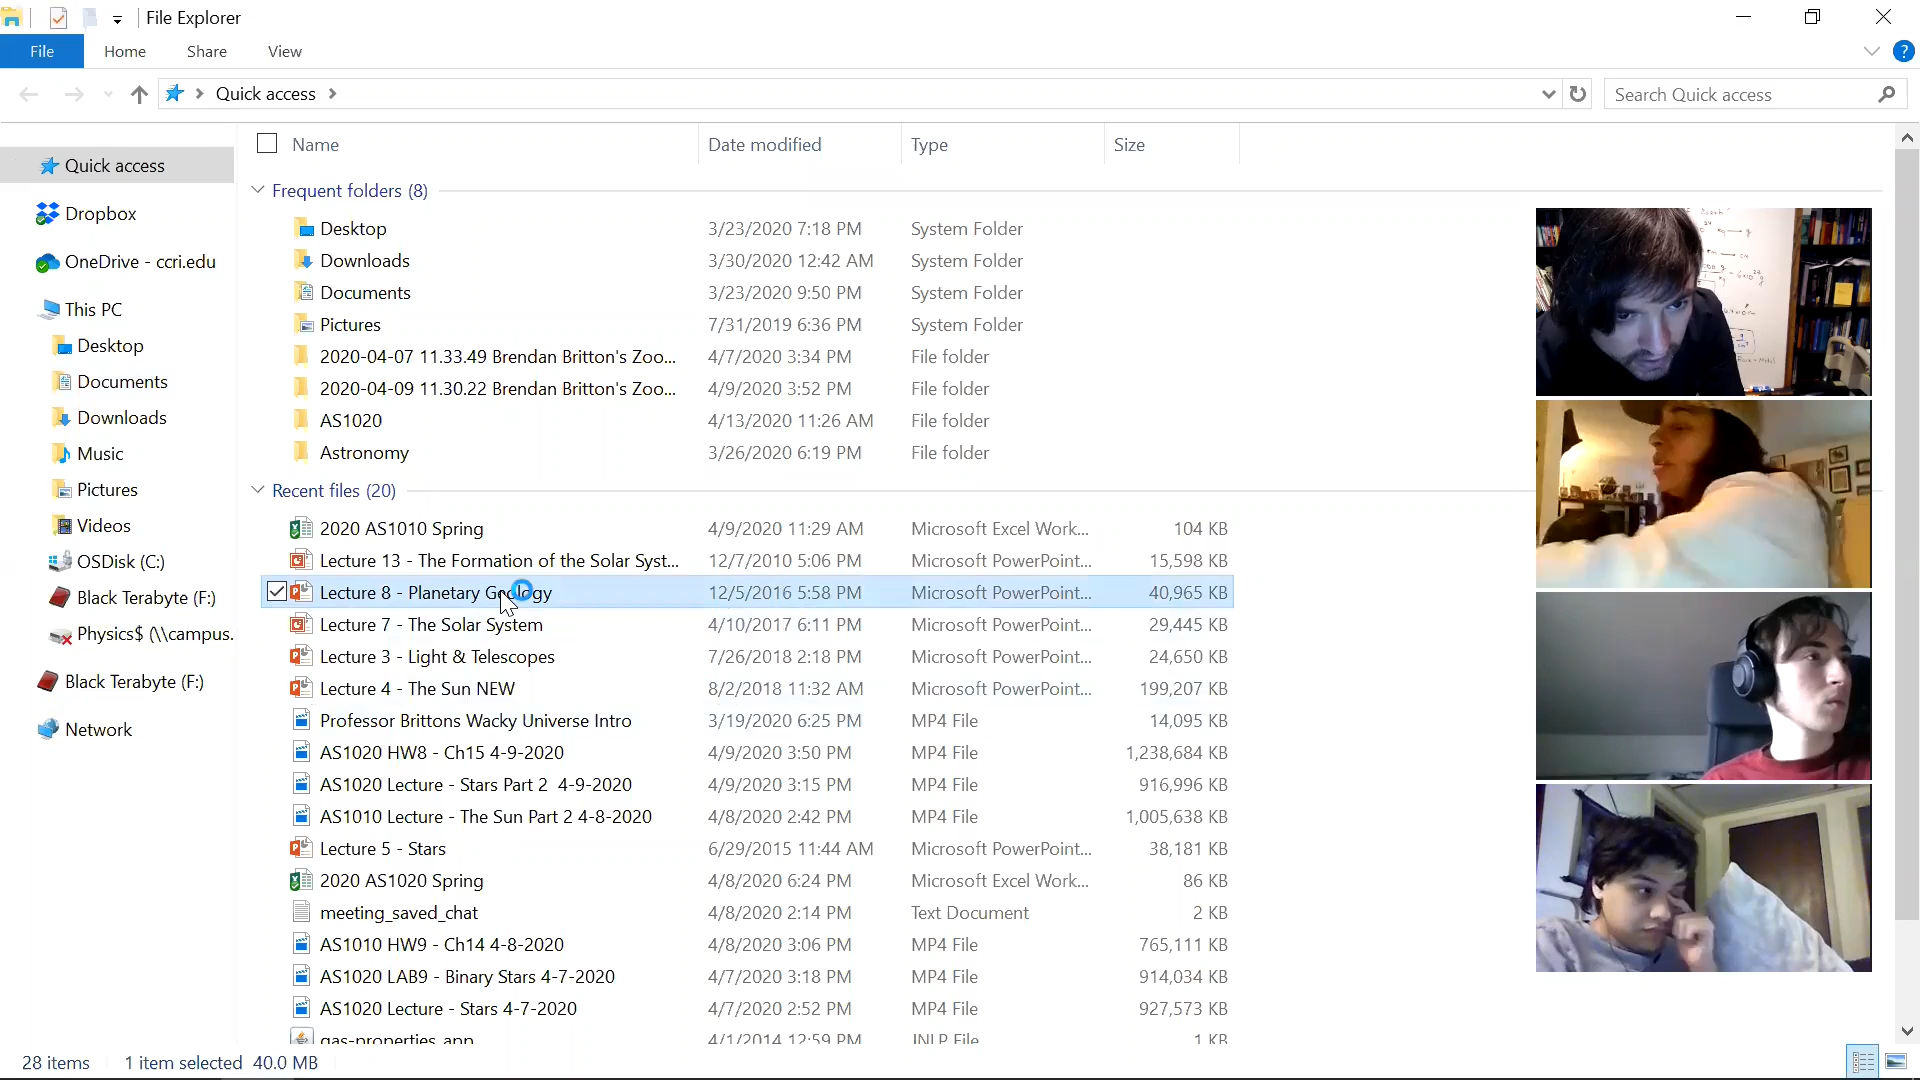 File Explorer
File Home Share View
?
Quick access
Search Quick access
Name Date modified Type Size
Quick access
Dropbox
OneDrive - ccri.edu
This PC
Desktop
Documents
Downloads
Music
Pictures
Videos
OSDisk (C:)
Black Terabyte (F:)
Physics$ (\\campus.
Black Terabyte (F:)
Network
Frequent folders (8)
Desktop 3/23/2020 7:18 PM System Folder
Downloads 3/30/2020 12:42 AM System Folder
Documents 3/23/2020 9:50 PM System Folder
Pictures 7/31/2019 6:36 PM System Folder
2020-04-07 11.33.49 Brendan Britton's Zoo... 4/7/2020 3:34 PM File folder
2020-04-09 11.30.22 Brendan Britton's Zoo... 4/9/2020 3:52 PM File folder
AS1020 4/13/2020 11:26 AM File folder
Astronomy 3/26/2020 6:19 PM File folder
Recent files (20)
2020 AS1010 Spring 4/9/2020 11:29 AM Microsoft Excel Work... 104 KB
Lecture 13 - The Formation of the Solar Syst... 12/7/2010 5:06 PM Microsoft PowerPoint... 15,598 KB
Lecture 8 - Planetary Geology 12/5/2016 5:58 PM Microsoft PowerPoint... 40,965 KB
Lecture 7 - The Solar System 4/10/2017 6:11 PM Microsoft PowerPoint... 29,445 KB
Lecture 3 - Light & Telescopes 7/26/2018 2:18 PM Microsoft PowerPoint... 24,650 KB
Lecture 4 - The Sun NEW 8/2/2018 11:32 AM Microsoft PowerPoint... 199,207 KB
Professor Brittons Wacky Universe Intro 3/19/2020 6:25 PM MP4 File 14,095 KB
AS1020 HW8 - Ch15 4-9-2020 4/9/2020 3:50 PM MP4 File 1,238,684 KB
AS1020 Lecture - Stars Part 2 4-9-2020 4/9/2020 3:15 PM MP4 File 916,996 KB
AS1010 Lecture - The Sun Part 2 4-8-2020 4/8/2020 2:42 PM MP4 File 1,005,638 KB
Lecture 5 - Stars 6/29/2015 11:44 AM Microsoft PowerPoint... 38,181 KB
2020 AS1020 Spring 4/8/2020 6:24 PM Microsoft Excel Work... 86 KB
meeting_saved_chat 4/8/2020 2:14 PM Text Document 2 KB
AS1010 HW9 - Ch14 4-8-2020 4/8/2020 3:06 PM MP4 File 765,111 KB
AS1020 LAB9 - Binary Stars 4-7-2020 4/7/2020 3:18 PM MP4 File 914,034 KB
AS1020 Lecture - Stars 4-7-2020 4/7/2020 2:52 PM MP4 File 927,573 KB
gas-properties_app 4/1/2014 12:59 PM JNLP File 1 KB
28 items 1 item selected 40.0 MB